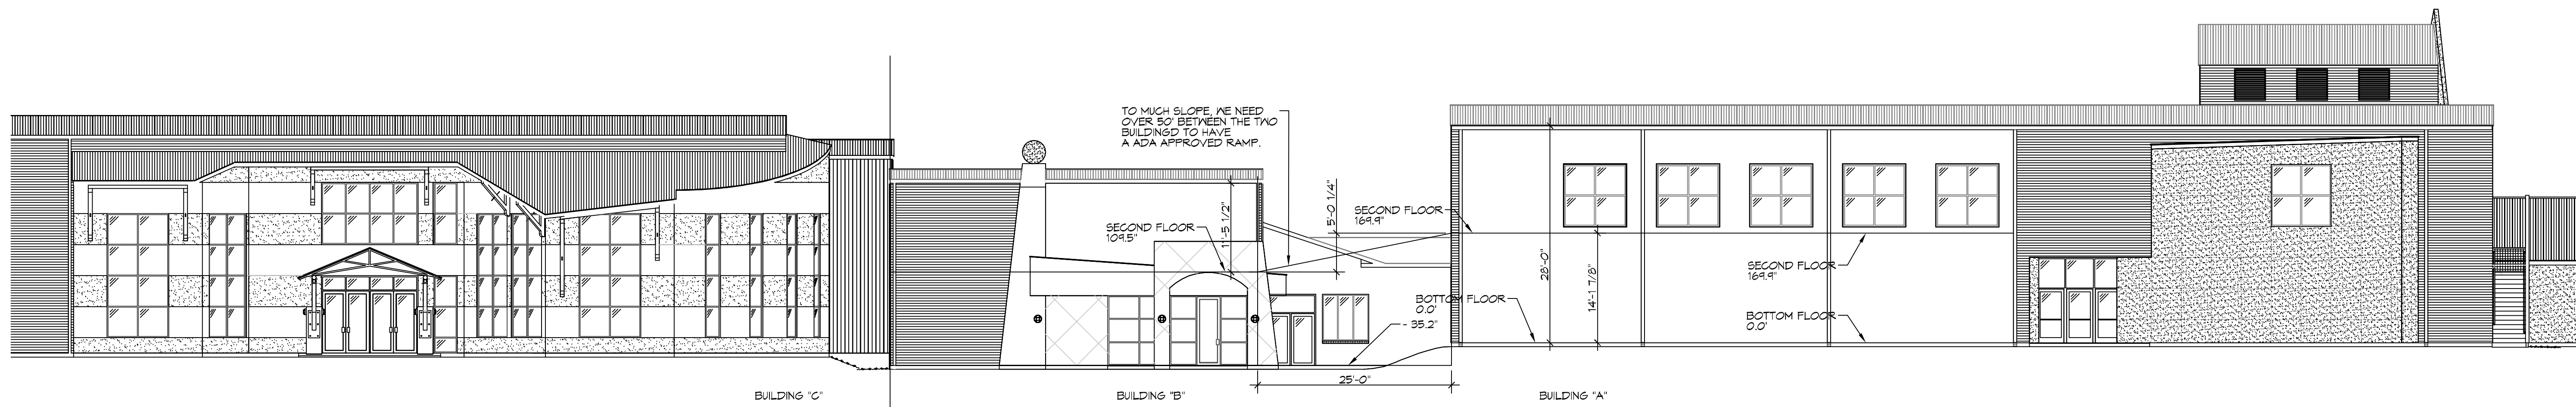 TO MUCH SLOPE, WE NEED
OVER 50' BETWEEN THE TWO
BUILDINGD TO HAVE
A ADA APPROVED RAMP.
SECOND FLOOR
109.5"
11'-5 1/2"
5'-0 1/4"
SECOND FLOOR
169.9"
BOTTOM FLOOR
0.0'
- 35.2"
28'-0"
14'-1 7/8"
SECOND FLOOR
169.9"
BOTTOM FLOOR
0.0'
25'-0"
BUILDING "C"
BUILDING "B"
BUILDING "A"